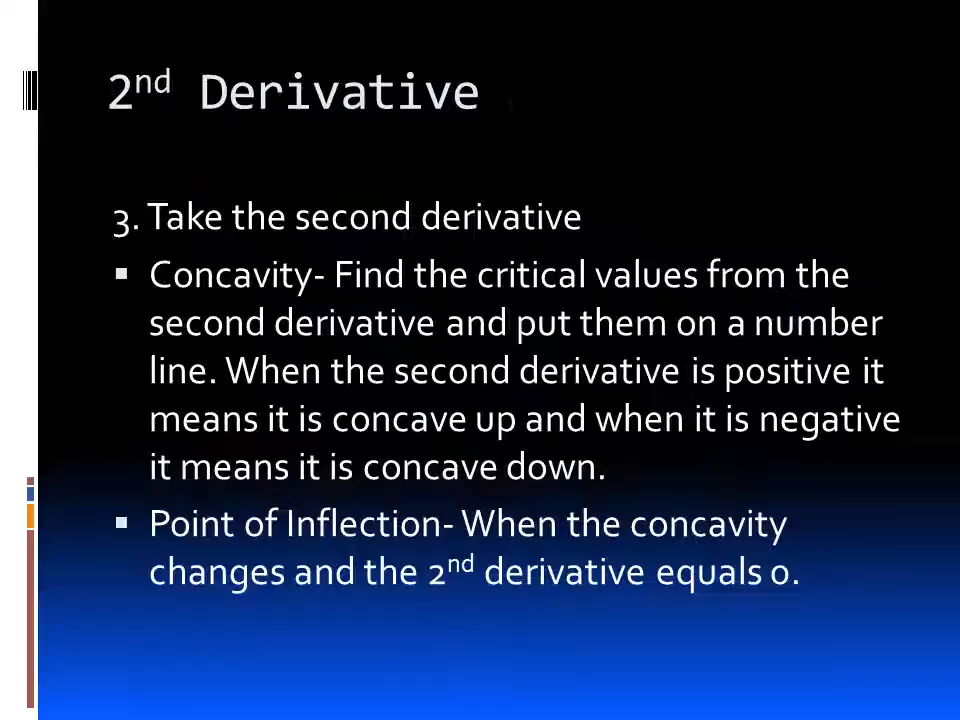 2nd Derivative
3. Take the second derivative
▪ Concavity- Find the critical values from the
second derivative and put them on a number
line. When the second derivative is positive it
means it is concave up and when it is negative
it means it is concave down.
▪ Point of Inflection- When the concavity
changes and the 2nd derivative equals 0.